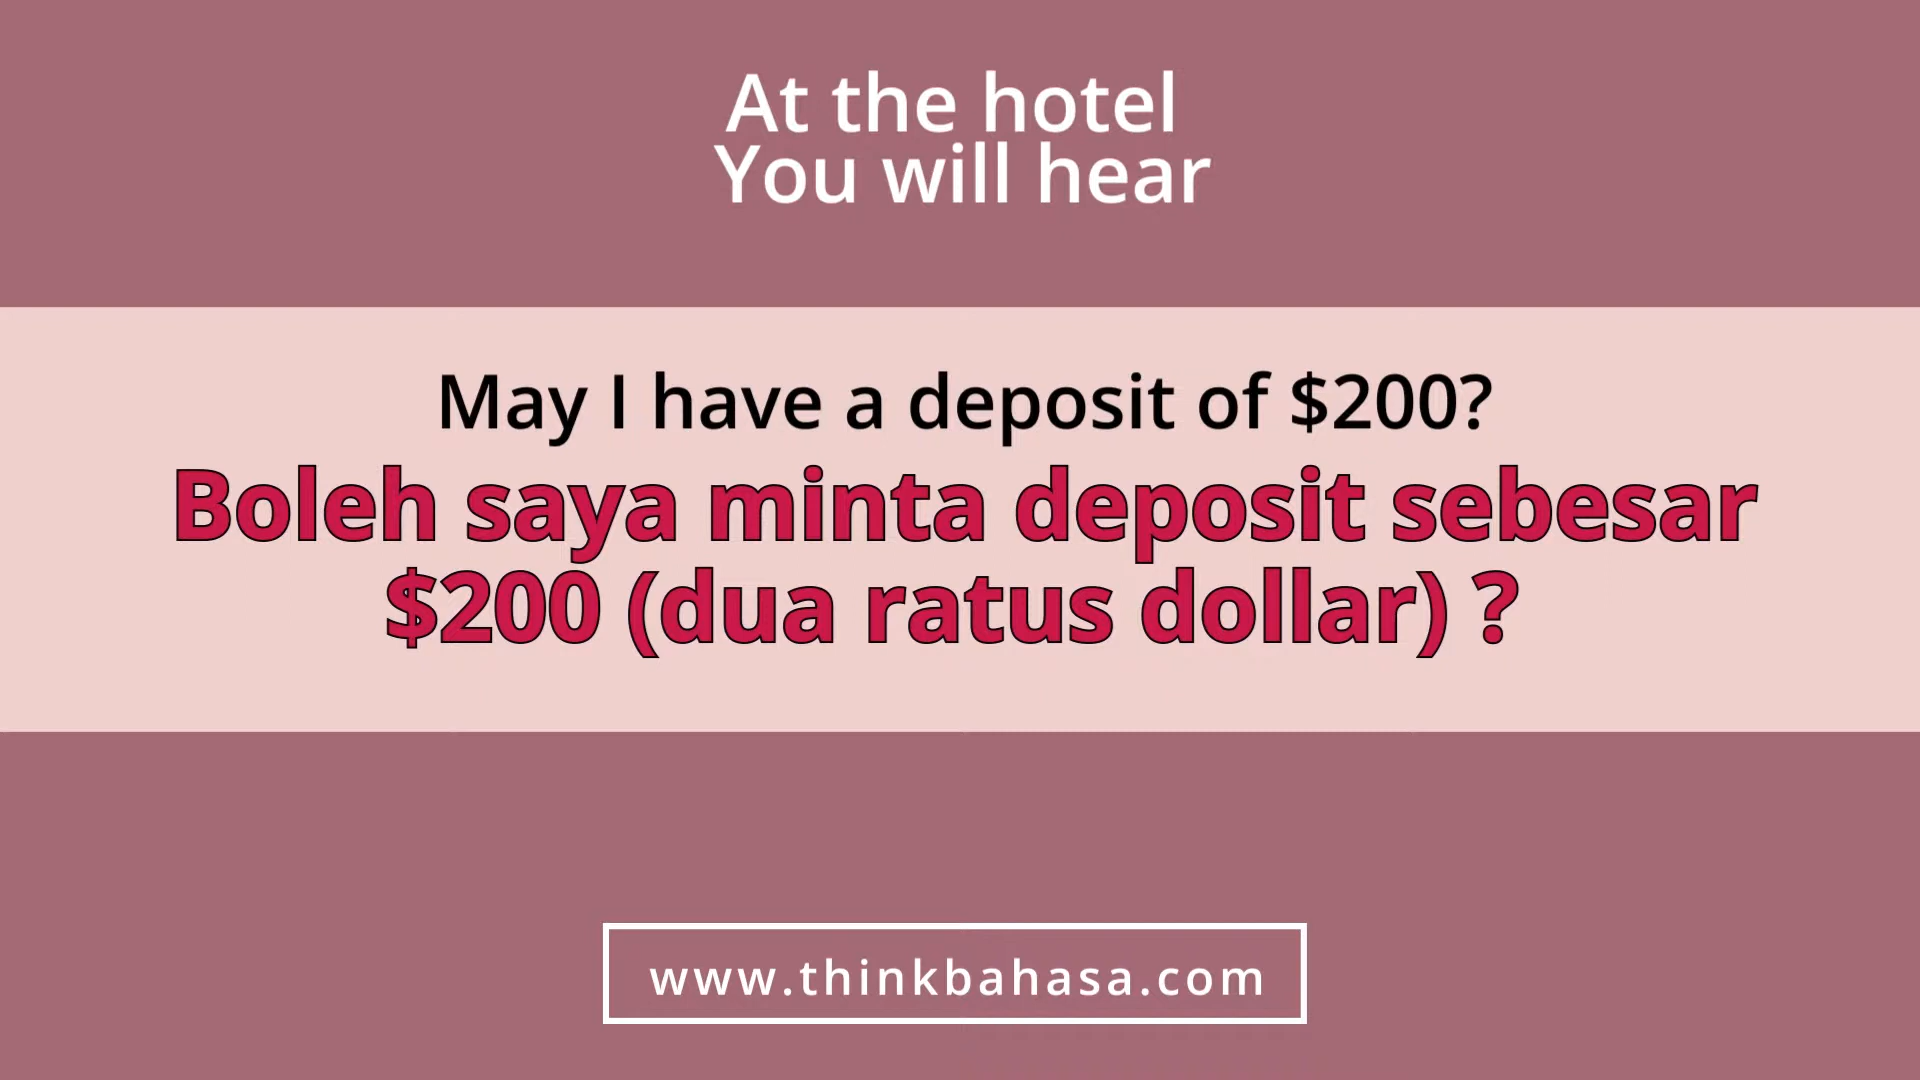 At the hotel
You will hear
May I have a deposit of $200?
Boleh saya minta deposit sebesar
$200 (dua ratus dollar) ?
www.thinkbahasa.com